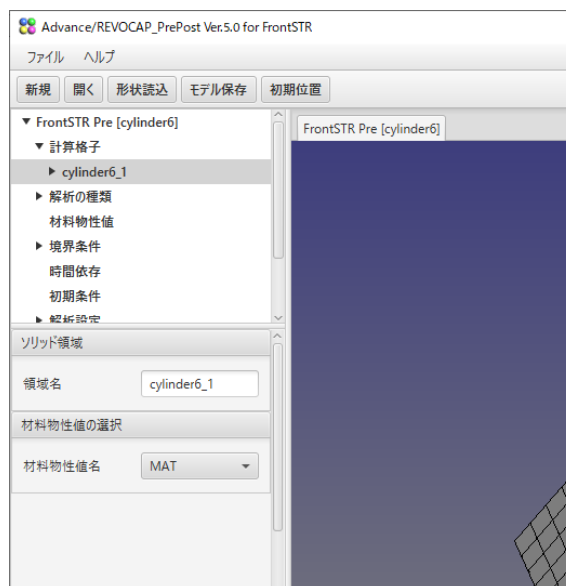 Advance/REVOCAP_PrePost Ver.5.0 for FrontSTR
ファイル ヘルプ
新規 開く 形状読込 モデル保存 初期位置
FrontSTR Pre [cylinder6]
計算格子
cylinder6_1
解析の種類
材料物性値
境界条件
時間依存
初期条件
解析設定
FrontSTR Pre [cylinder6]
ソリッド領域
領域名 cylinder6_1
材料物性値の選択
材料物性値名 MAT